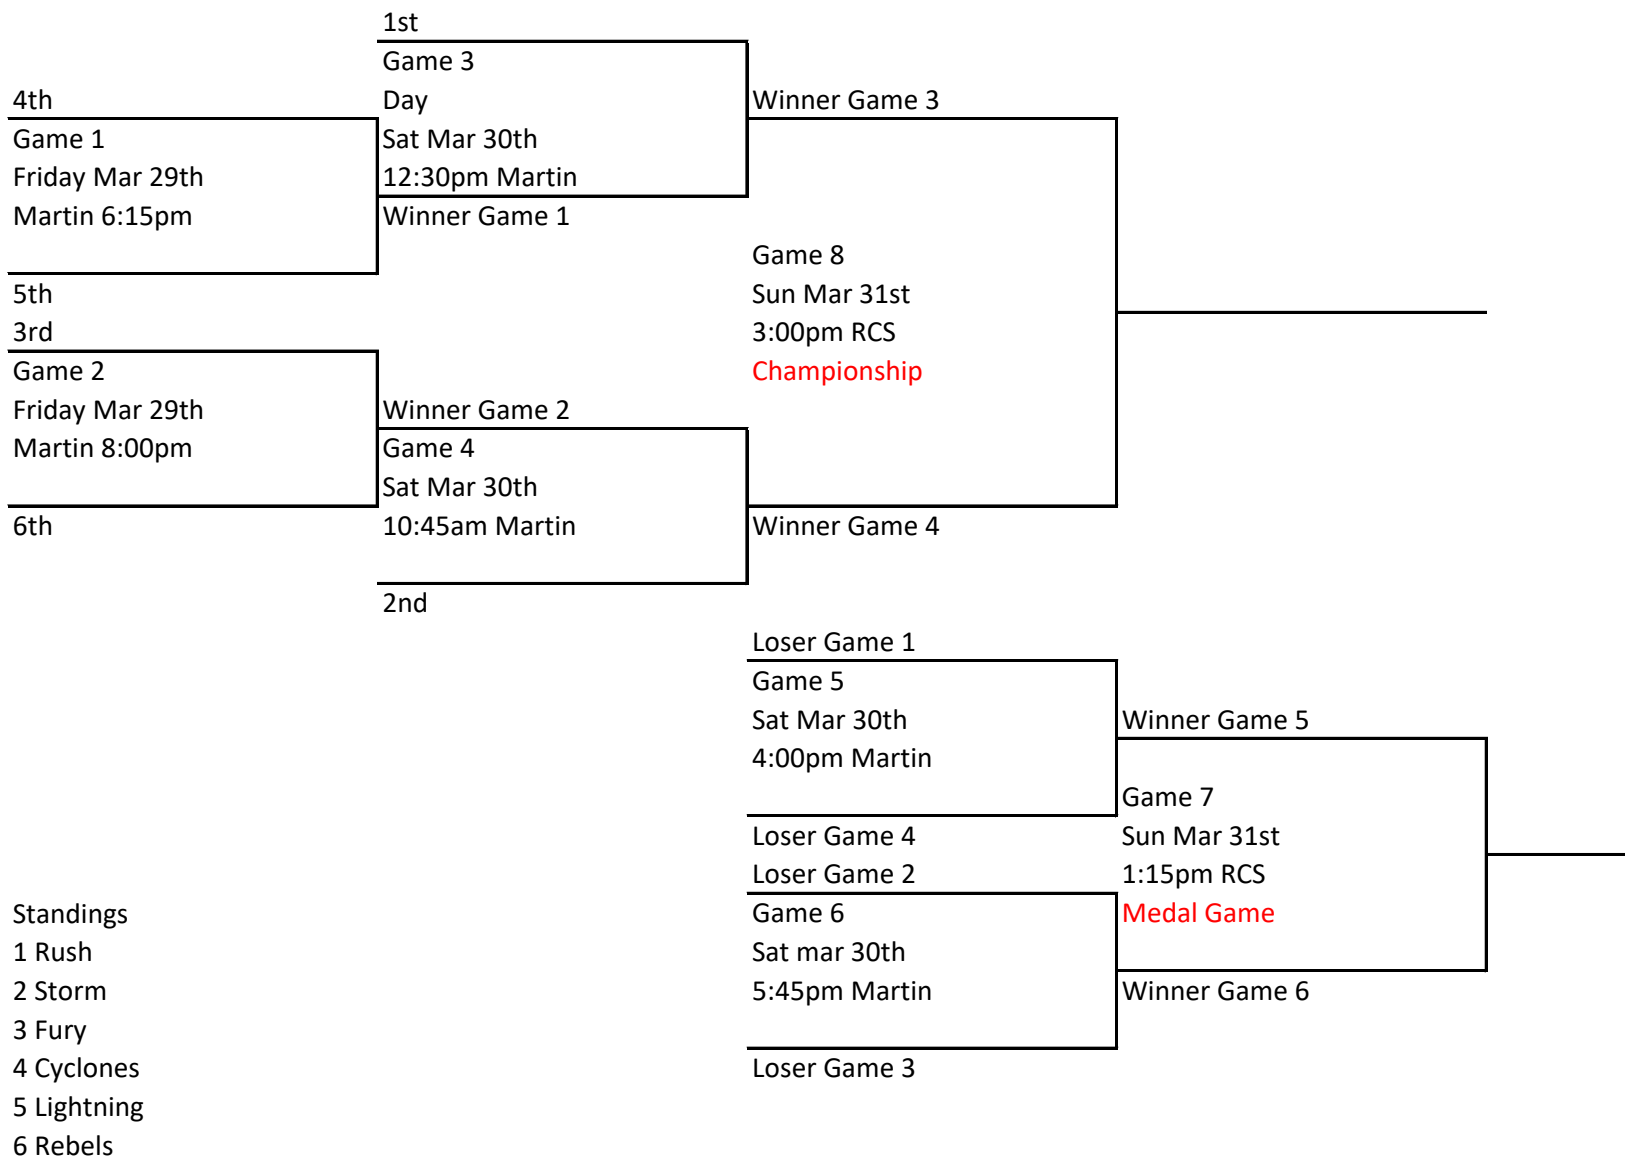 1st
Game 3
Day
Sat Mar 30th
12:30pm Martin
Winner Game 1
4th
Game 1
Friday Mar 29th
Martin 6:15pm
5th
3rd
Game 2
Friday Mar 29th
Martin 8:00pm
6th
Winner Game 2
Game 4
Sat Mar 30th
10:45am Martin
2nd
Winner Game 3
Game 8
Sun Mar 31st
3:00pm RCS
Championship
Winner Game 4
Loser Game 1
Game 5
Sat Mar 30th
4:00pm Martin
Loser Game 4
Loser Game 2
Game 6
Sat mar 30th
5:45pm Martin
Loser Game 3
Winner Game 5
Game 7
Sun Mar 31st
1:15pm RCS
Medal Game
Winner Game 6
Standings
1 Rush
2 Storm
3 Fury
4 Cyclones
5 Lightning
6 Rebels